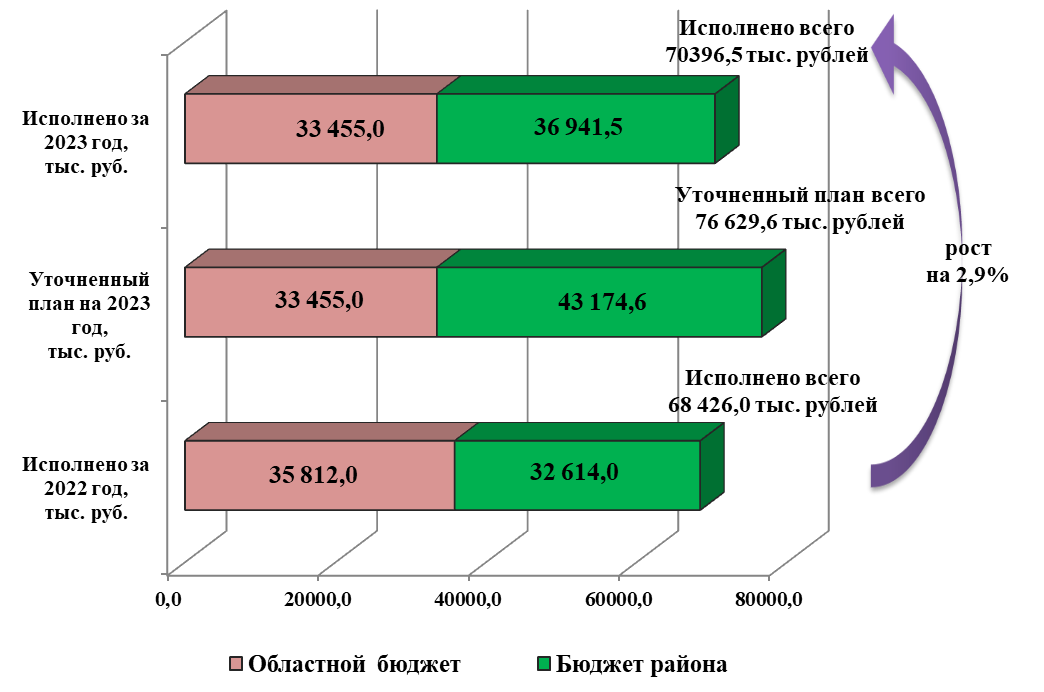 Исполнено всего
70396,5 тыс. рублей
Исполнено за
2023 год,
тыс. руб.
33 455,0
36 941,5
Уточненный план всего
76 629,6 тыс. рублей
рост
на 2,9%
Уточненный
план на 2023
год,
тыс. руб.
33 455,0
43 174,6
Исполнено всего
68 426,0 тыс. рублей
Исполнено за
2022 год,
тыс. руб.
35 812,0
32 614,0
0,0
20000,0
40000,0
60000,0
80000,0
Областной бюджет
Бюджет района